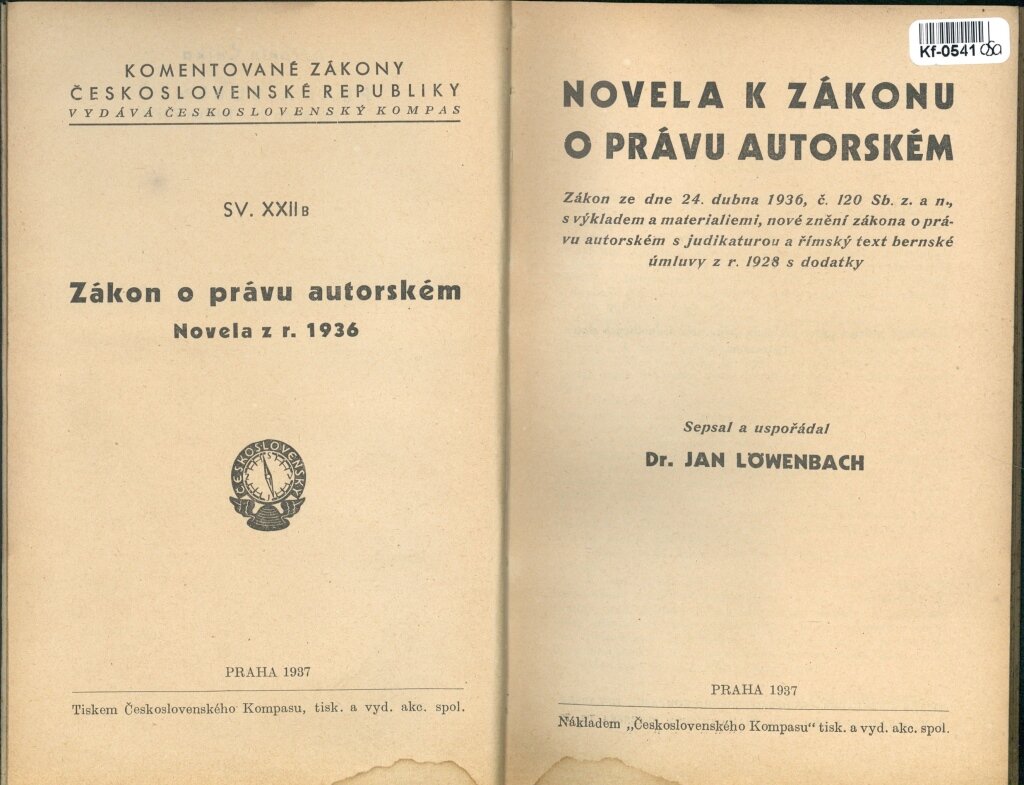 KOMENTOVANÉ ZÁKONY
ČESKOSLOVENSKÉ REPUBLIKY
VYDÁVÁ ČESKOSLOVENSKÝ KOMPAS
SV. XXII B
Zákon o právu autorském
Novela z r. 1936
ČESKOSLOVENSKÝ
PRAHA 1937
Tiskem Československého Kompasu, tisk. a vyd. akc. spol.
Kf-0541
NOVELA K ZÁKONU
O PRÁVU AUTORSKÉM
Zákon ze dne 24. dubna 1936, č. 120 Sb. z. a n.,
s výkladem a materialiemi, nové znění zákona o prá-
vu autorském s judikaturou a římský text bernské
úmluvy z r. 1928 s dodatky
Sepsal a uspořádal
Dr. JAN LÖWENBACH
PRAHA 1937
Nákladem „Československého Kompasu“ tisk. a vyd. akc. spol.